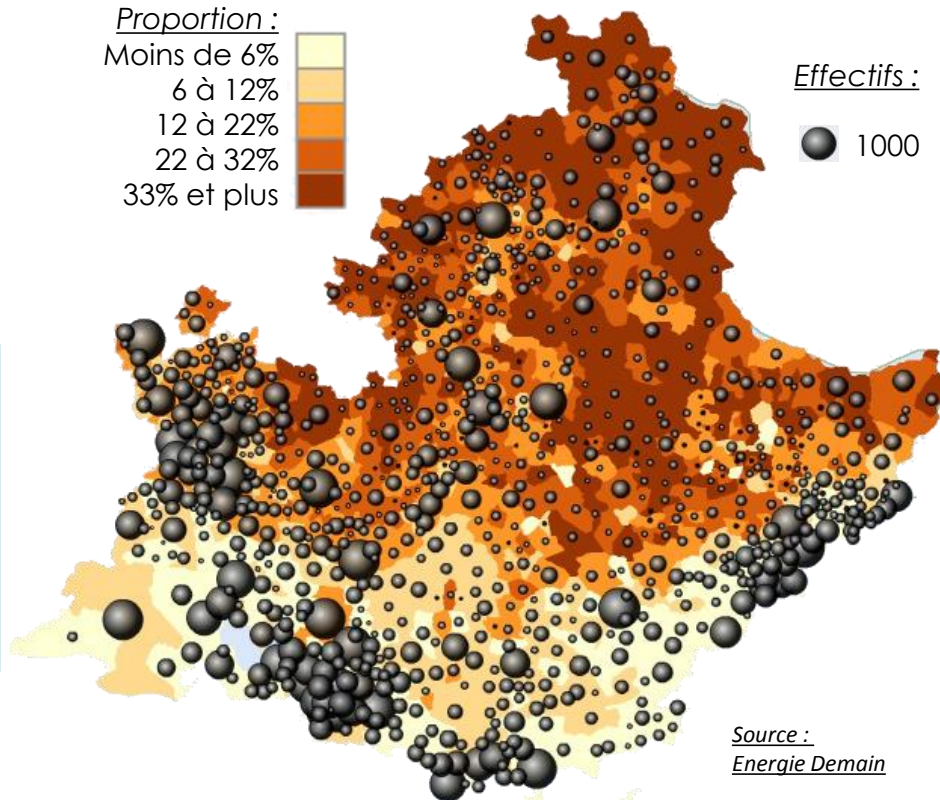 Proportion :
Moins de 6%
6 à 12%
12 à 22%
22 à 32%
33% et plus
Effectifs :
1000
Source :
Energie Demain